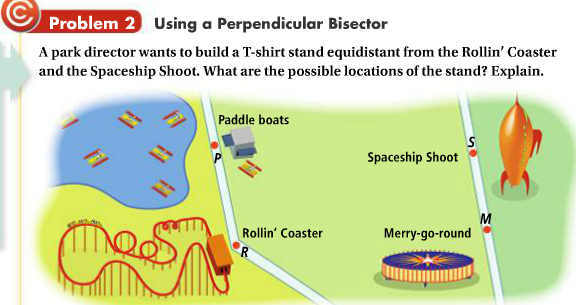 C Problem 2 Using a Perpendicular Bisector
A park director wants to build a T-shirt stand equidistant from the Rollin' Coaster
and the Spaceship Shoot. What are the possible locations of the stand? Explain.
Paddle boats
P
S
Spaceship Shoot
M
Rollin' Coaster
Merry-go-round
R